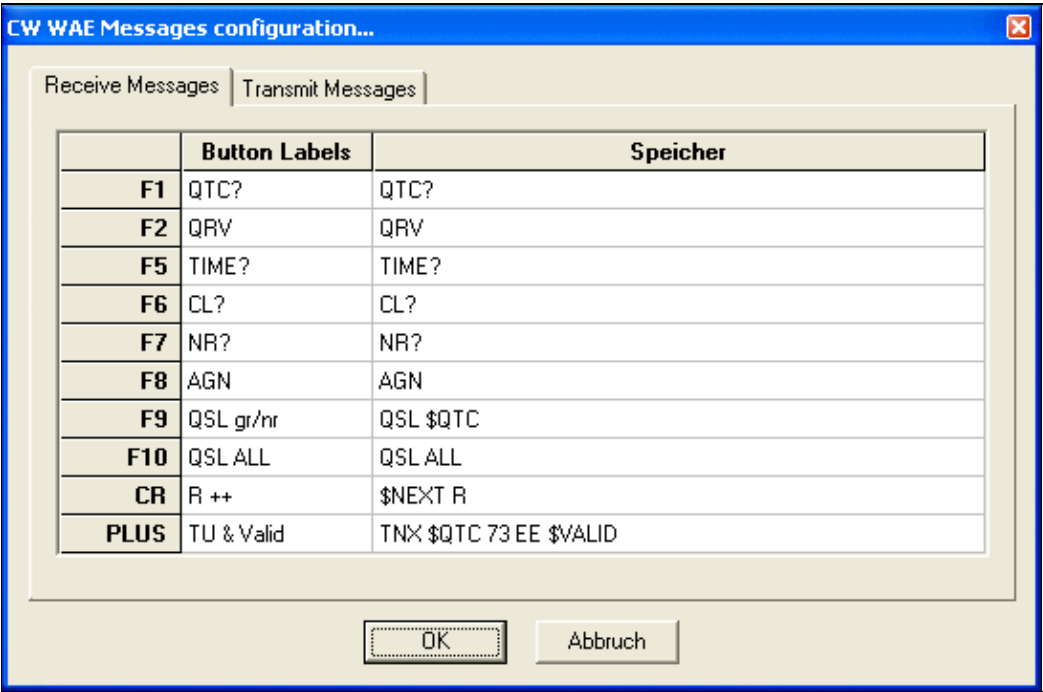 CW WAE Messages configuration...
Receive Messages Transmit Messages
Button Labels Speicher
F1 QTC? QTC?
F2 QRV QRV
F5 TIME? TIME?
F6 CL? CL?
F7 NR? NR?
F8 AGN AGN
F9 QSL gr/nr QSL $QTC
F10 QSL ALL QSL ALL
CR R ++ $NEXT R
PLUS TU & Valid TNX $QTC 73 EE $VALID
OK Abbruch